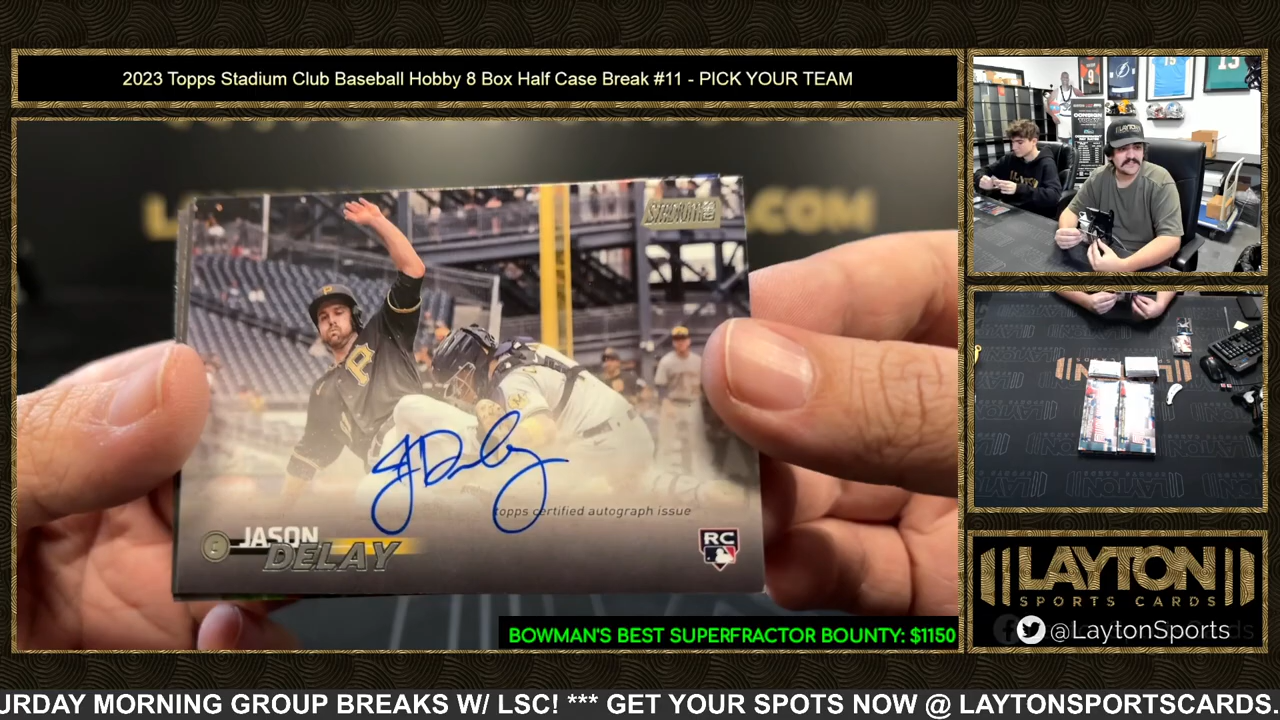 2023 Topps Stadium Club Baseball Hobby 8 Box Half Case Break #11 - PICK YOUR TEAM
STADIUM
JDelay
topps certified autograph issue
JASON
DELAY
RC
BOWMAN'S BEST SUPERFRACTOR BOUNTY: $1150
LAYTON
SPORTS CARDS
@LaytonSports
URDAY MORNING GROUP BREAKS W/ LSC! *** GET YOUR SPOTS NOW @ LAYTONSPORTSCARDS.